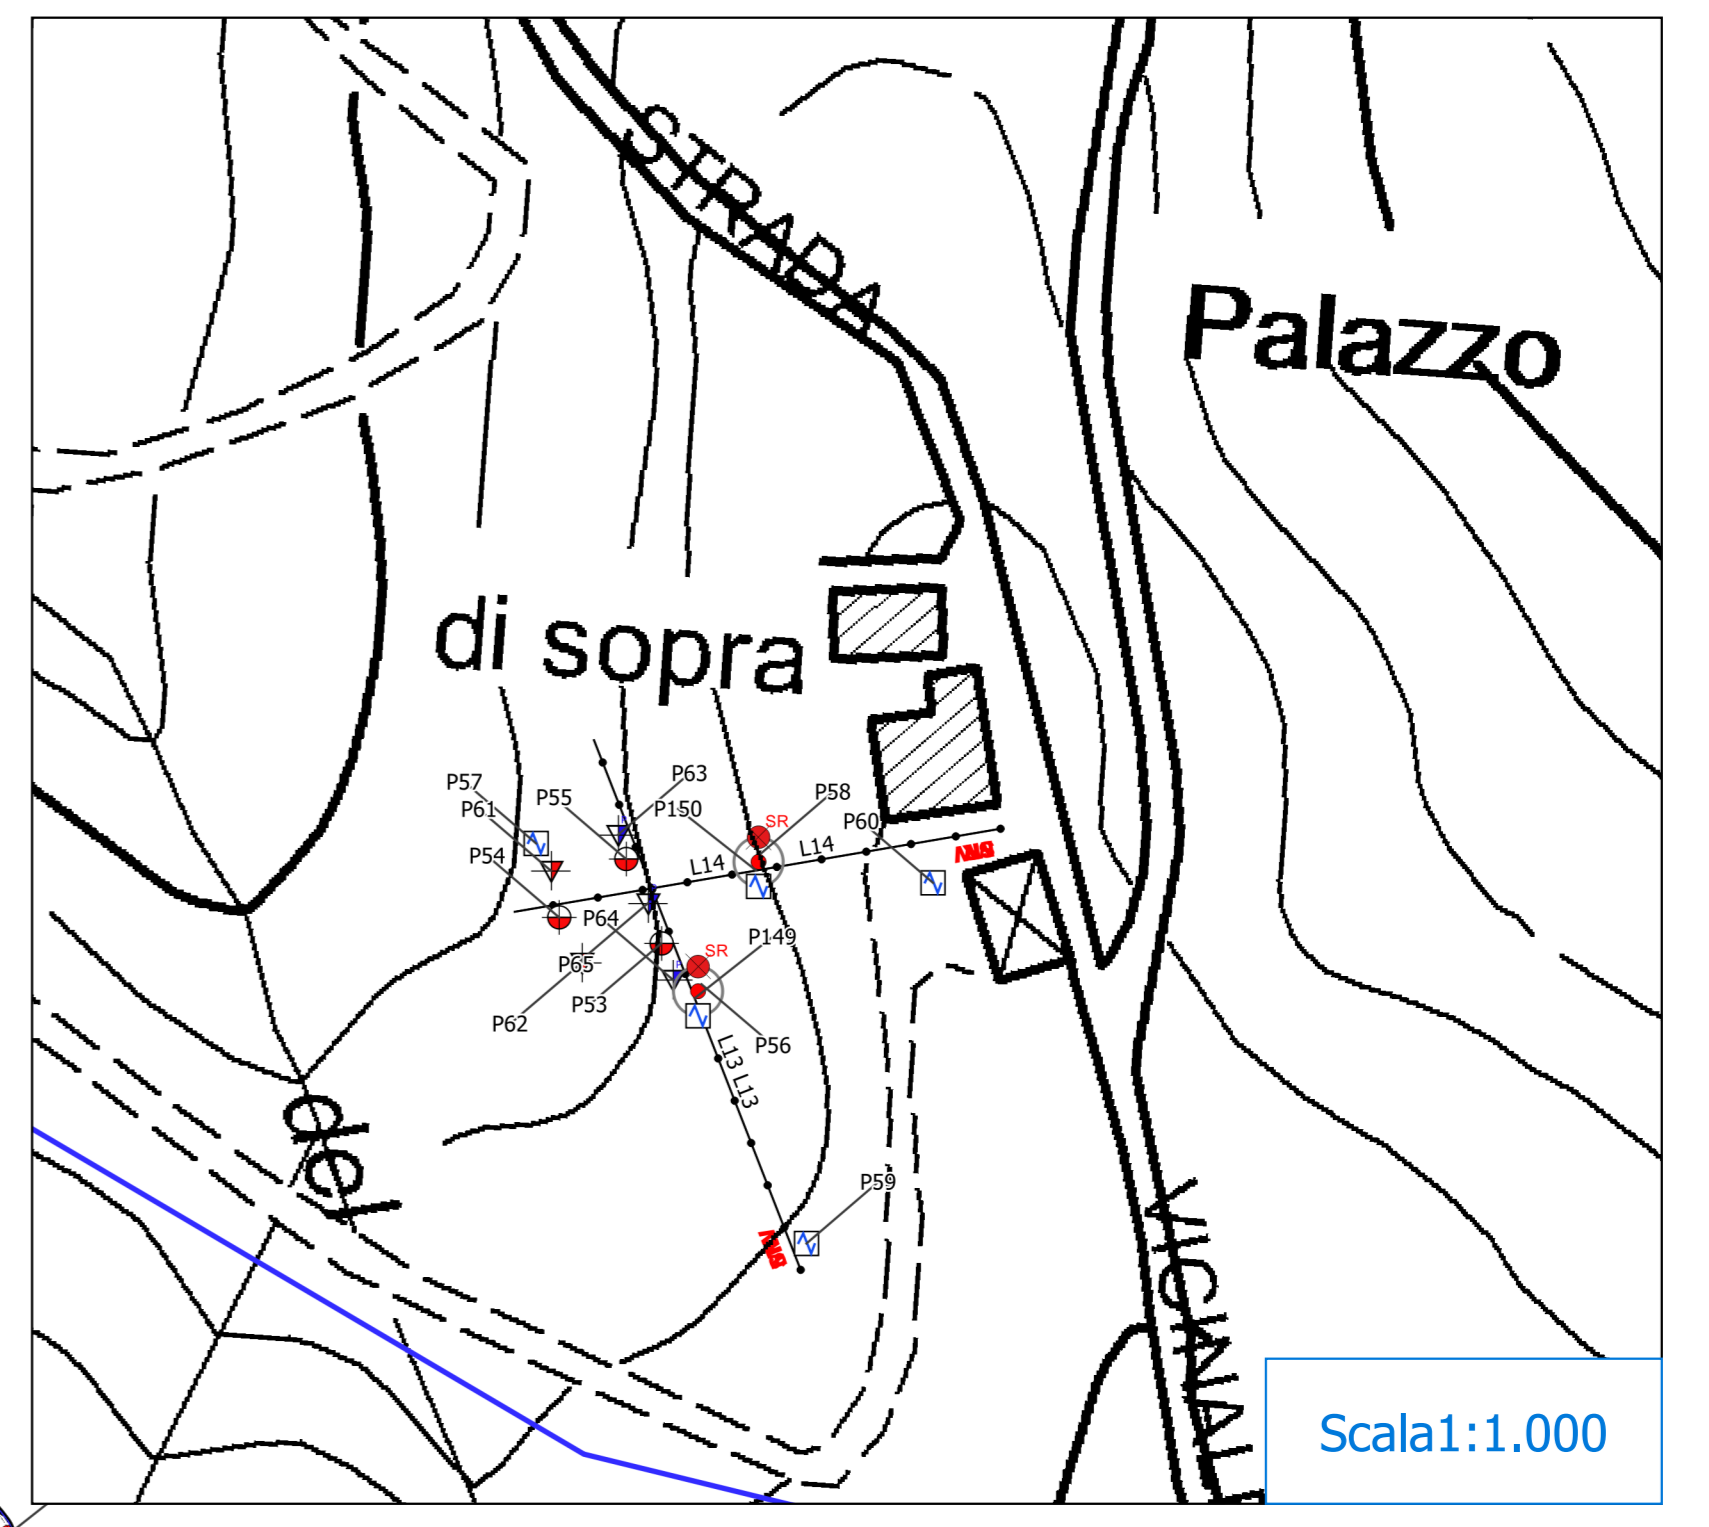 STRADA
Palazzo
di sopra
P57
P63
P61
P55
P150
P58
SR
P60
P54
L14
L14
P64
P149
SR
P65
P53
P62
P56
L13
L13
del
P59
VICINALE
Scala1:1.000